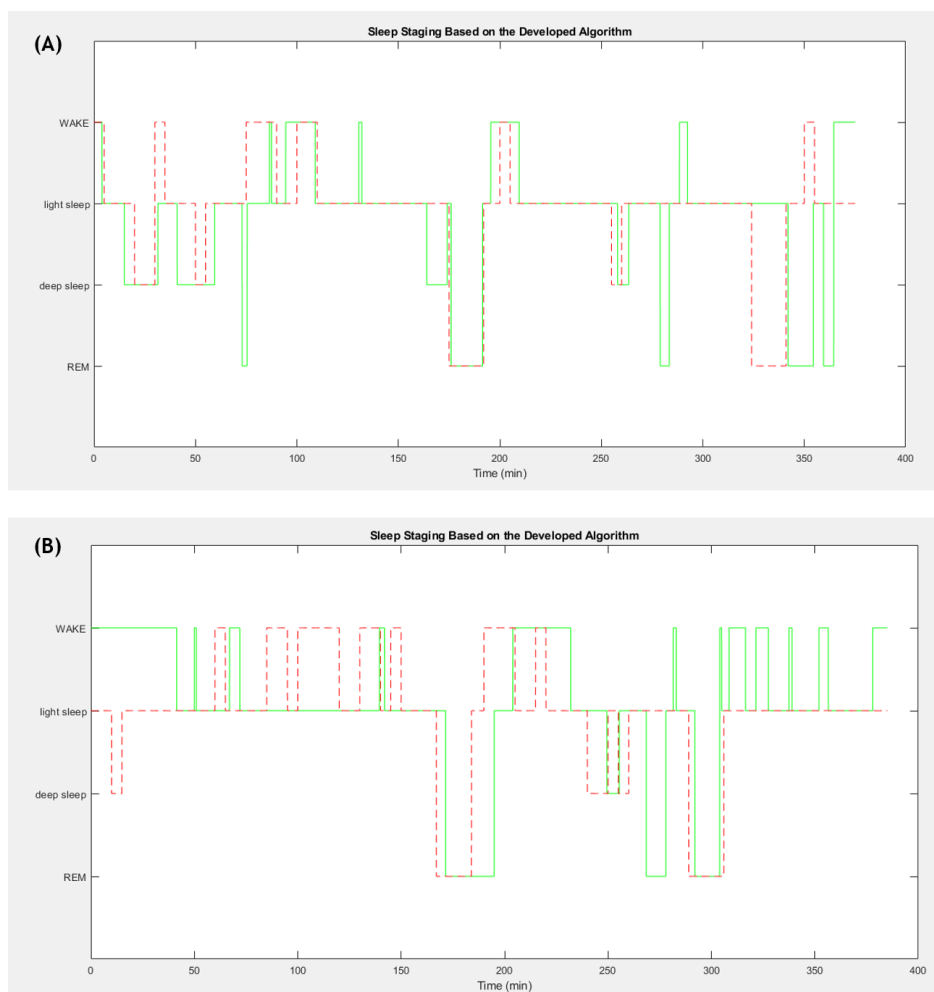 (A)
Sleep Staging Based on the Developed Algorithm
WAKE
light sleep
deep sleep
REM
0 50 100 150 200 250 300 350 400
Time (min)
(B)
Sleep Staging Based on the Developed Algorithm
WAKE
light sleep
deep sleep
REM
0 50 100 150 200 250 300 350 400
Time (min)